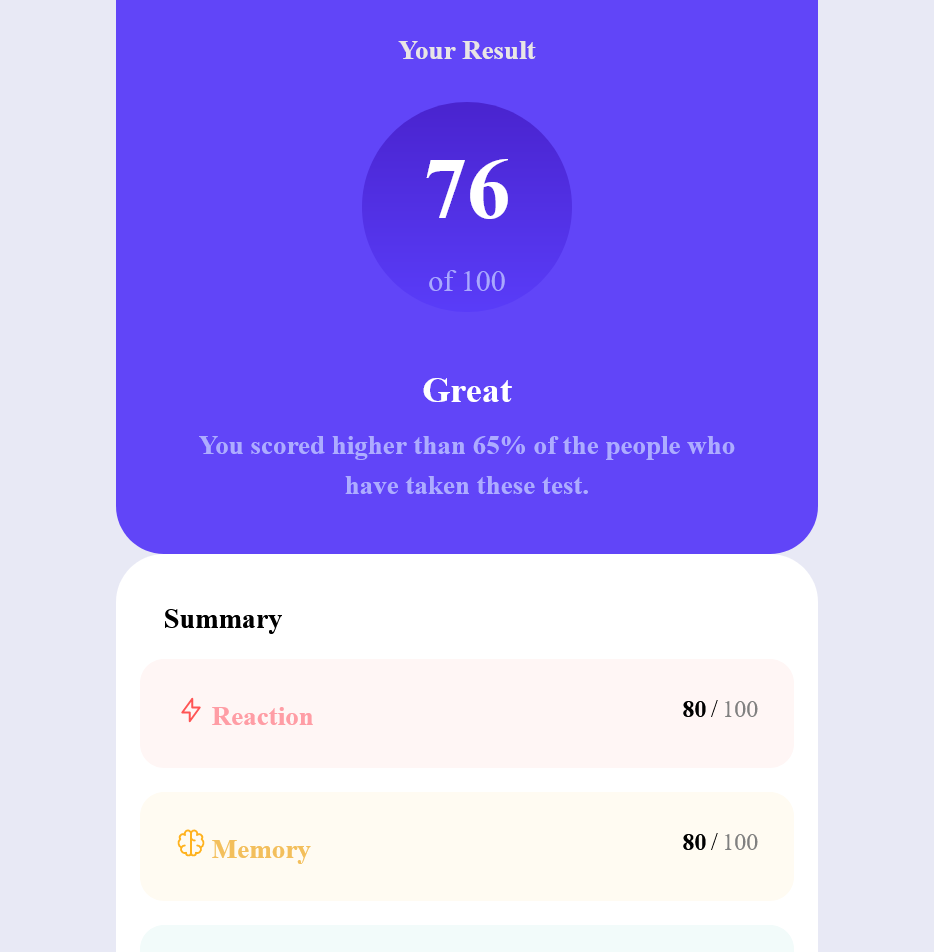 Your Result
76
of 100
Great
You scored higher than 65% of the people who
have taken these test.
Summary
Reaction 80 / 100
Memory 80 / 100